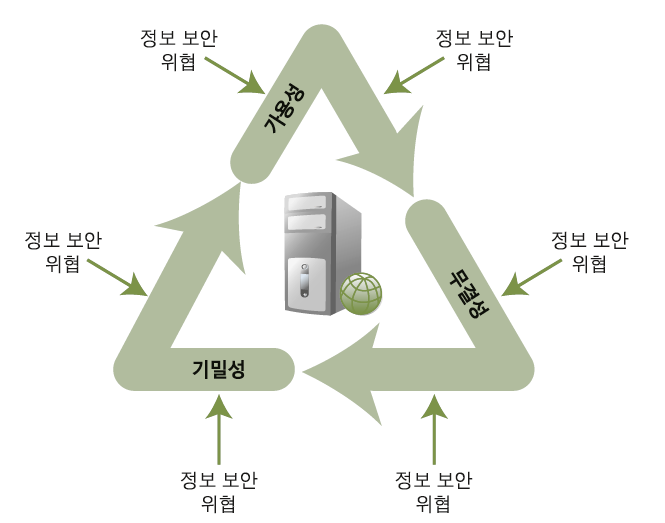 정보 보안
위협
정보 보안
위협
가용성
정보 보안
위협
정보 보안
위협
무결성
기밀성
정보 보안
위협
정보 보안
위협